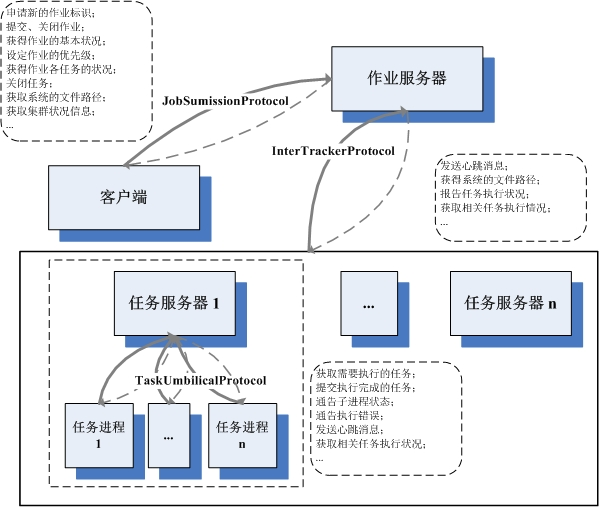 申请新的作业标识；
提交、关闭作业；
获得作业的基本状况；
设定作业的优先级；
获得作业各任务的状况；
关闭任务；
获取系统的文件路径；
获取集群状况信息；
...
作业服务器
JobSumissionProtocol
InterTrackerProtocol
客户端
发送心跳消息；
获得系统的文件路径；
报告任务执行状况；
获取相关任务执行情况；
...
任务服务器 1
...
任务服务器 n
TaskUmbilicalProtocol
任务进程
1
...
任务进程
n
获取需要执行的任务；
提交执行完成的任务；
通告子进程状态；
通告执行错误；
发送心跳消息；
获取相关任务执行状况；
...